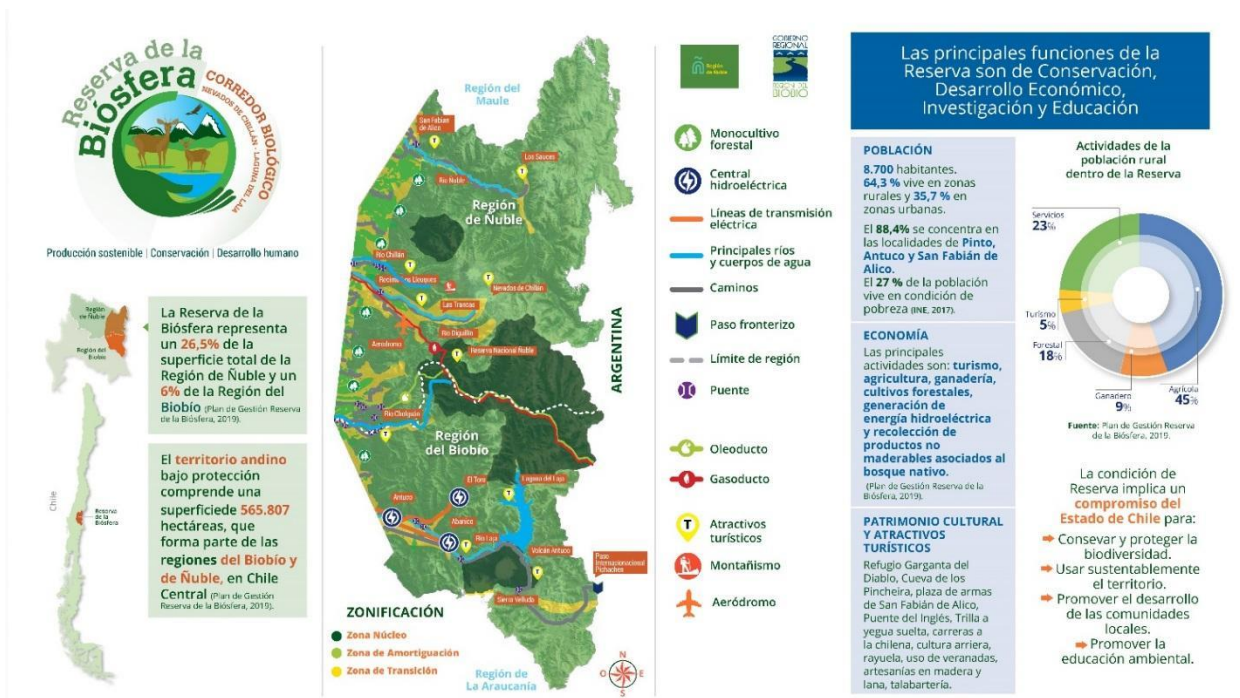 Reserva de la
Biósfera
CORREDOR BIOLÓGICO
NEVADOS DE CHILLÁN - LAGUNA DEL LAJA
Producción sostenible | Conservación | Desarrollo humano
Región
de Ñuble
Región del
Biobío
Chile
Reserva
de la
Biósfera
La Reserva de la
Biósfera representa
un 26,5% de la
superficie total de la
Región de Ñuble y un
6% de la Región del
Biobío (Plan de Gestión Reserva
de la Biósfera, 2019).
El territorio andino
bajo protección
comprende una
superficiede 565.807
hectáreas, que
forma parte de las
regiones del Biobío y
de Ñuble, en Chile
Central (Plan de Gestión
Reserva de la Biósfera, 2019).
Región del
Maule
San Fabián
de Alico
Los Sauces
Río Ñuble
Región
de Ñuble
Río Chillán
Recinto Los Lleuques
Nevados de Chillán
Las Trancas
Río Diguillín
Aeródromo
Reserva Nacional Ñuble
ARGENTINA
Río Cholguán
Región
del Biobío
El Toro
Laguna del Laja
Antuco
Abanico
Río Laja
Volcán Antuco
Paso
Internacional
Pichachén
Sierra Velluda
ZONIFICACIÓN
Zona Núcleo
Zona de Amortiguación
Zona de Transición
Región de
La Araucanía
N
O
E
S
Región
de Ñuble
GOBIERNO
REGIONAL
REGIÓN DEL
BIOBÍO
Monocultivo
forestal
Central
hidroeléctrica
Líneas de transmisión
eléctrica
Principales ríos
y cuerpos de agua
Caminos
Paso fronterizo
Límite de región
Puente
Oleoducto
Gasoducto
Atractivos
turísticos
Montañismo
Aeródromo
Las principales funciones de la
Reserva son de Conservación,
Desarrollo Económico,
Investigación y Educación
POBLACIÓN
8.700 habitantes.
64,3 % vive en zonas
rurales y 35,7 % en
zonas urbanas.
El 88,4% se concentra en
las localidades de Pinto,
Antuco y San Fabián de
Alico.
El 27 % de la población
vive en condición de
pobreza (INE, 2017).
ECONOMÍA
Las principales
actividades son: turismo,
agricultura, ganadería,
cultivos forestales,
generación de
energía hidroeléctrica
y recolección de
productos no
maderables asociados al
bosque nativo.
(Plan de Gestión Reserva de la
Biósfera, 2019).
PATRIMONIO CULTURAL
Y ATRACTIVOS
TURÍSTICOS
Refugio Garganta del
Diablo, Cueva de los
Pincheira, plaza de armas
de San Fabián de Alico,
Puente del Inglés, Trilla a
yegua suelta, carreras a
la chilena, cultura arriera,
rayuela, uso de veranadas,
artesanías en madera y
lana, talabartería.
Actividades de la
población rural
dentro de la Reserva
Servicios
23%
Turismo
5%
Forestal
18%
Ganadero
9%
Agrícola
45%
Fuente: Plan de Gestión Reserva
de la Biósfera, 2019.
La condición de
Reserva implica un
compromiso del
Estado de Chile para:
Consevar y proteger la
biodiversidad.
Usar sustentablemente
el territorio.
Promover el desarrollo
de las comunidades
locales.
Promover la
educación ambiental.